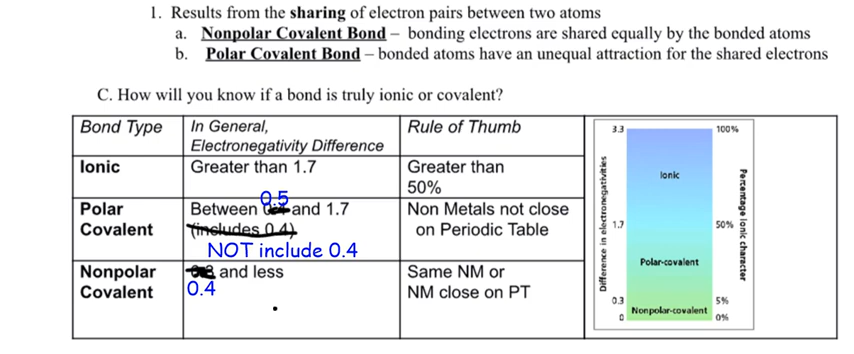 1. Results from the sharing of electron pairs between two atoms
a. Nonpolar Covalent Bond – bonding electrons are shared equally by the bonded atoms
b. Polar Covalent Bond – bonded atoms have an unequal attraction for the shared electrons
C. How will you know if a bond is truly ionic or covalent?
Bond Type
In General,
Electronegativity Difference
Rule of Thumb
Ionic
Greater than 1.7
Greater than
50%
Polar
Covalent
0.5
Between and 1.7
(includes 0.4)
NOT include 0.4
Non Metals not close
on Periodic Table
Nonpolar
Covalent
and less
0.4
Same NM or
NM close on PT
Difference in electronegativities
3.3
1.7
0.3
0
Ionic
Polar-covalent
Nonpolar-covalent
100%
50%
5%
0%
Percentage ionic character